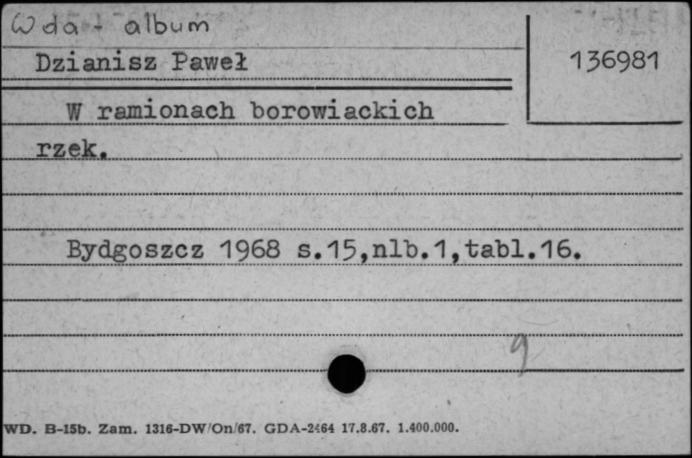 Wda - album
Dzianisz Paweł
136981
W ramionach borowiackich
rzek.
Bydgoszcz 1968 s.15,nlb.1,tabl.16.
9
WD. B-15b. Zam. 1316-DW/On/67. GDA-2464 17.8.67. 1.400.000.